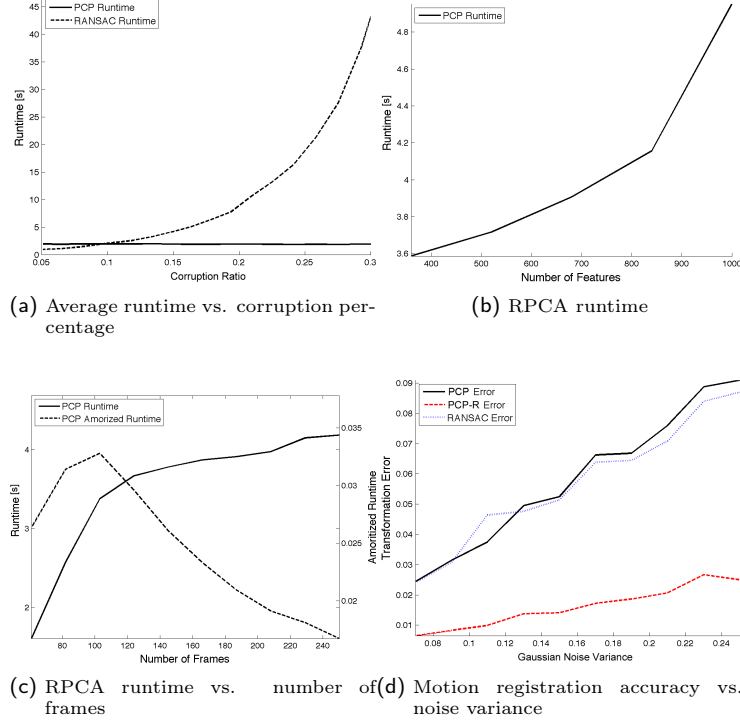 PCP Runtime
RANSAC Runtime
45
40
35
30
25
20
15
10
5
0
Runtime [s]
0.05
0.1
0.15
0.2
0.25
0.3
Corruption Ratio
(a) Average runtime vs. corruption per-
centage
PCP Runtime
4.8
4.6
4.4
4.2
4
3.8
3.6
Runtime [s]
400
500
600
700
800
900
1000
Number of Features
(b) RPCA runtime
PCP Runtime
PCP Amorized Runtime
4
3
2
Runtime [s]
0.035
0.03
0.025
0.02
Amoritized Runtime
80
100
120
140
160
180
200
220
240
Number of Frames
(c) RPCA runtime vs. number of
frames
PCP Error
PCP-R Error
RANSAC Error
0.09
0.08
0.07
0.06
0.05
0.04
0.03
0.02
0.01
Transformation Error
0.08
0.1
0.12
0.14
0.16
0.18
0.2
0.22
0.24
Gaussian Noise Variance
(d) Motion registration accuracy vs.
noise variance